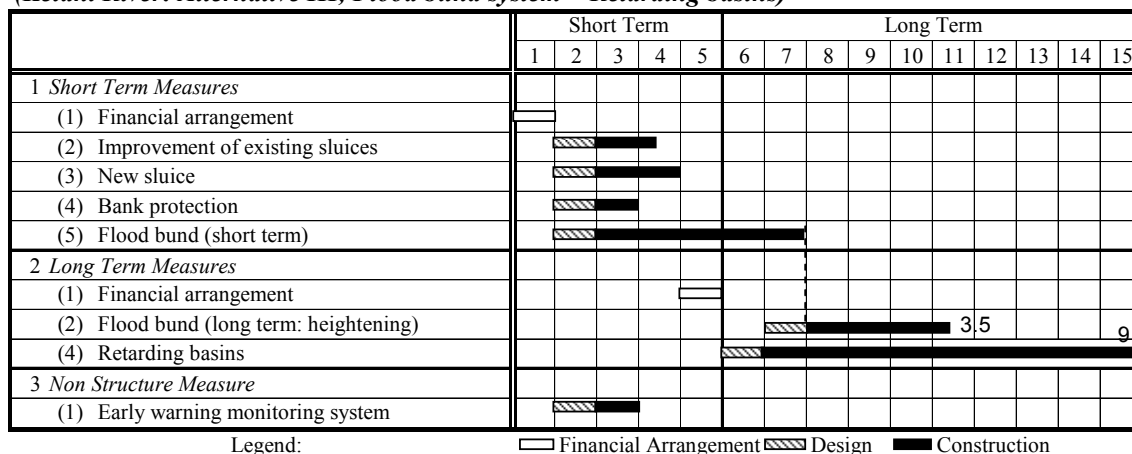 Alternative III, Flood bund system Retarding basins)
Short Term Long Term
1 2 3 4 5 6 7 8 9 10 11 12 13 14 15
1 Short Term Measures
(1) Financial arrangement
(2) Improvement of existing sluices
(3) New sluice
(4) Bank protection
(5) Flood bund (short term)
2 Long Term Measures
(1) Financial arrangement
(2) Flood bund (long term: heightening) 3.5
9
(4) Retarding basins
3 Non Structure Measure
(1) Early warning monitoring system
Legend: Financial Arrangement Design Construction